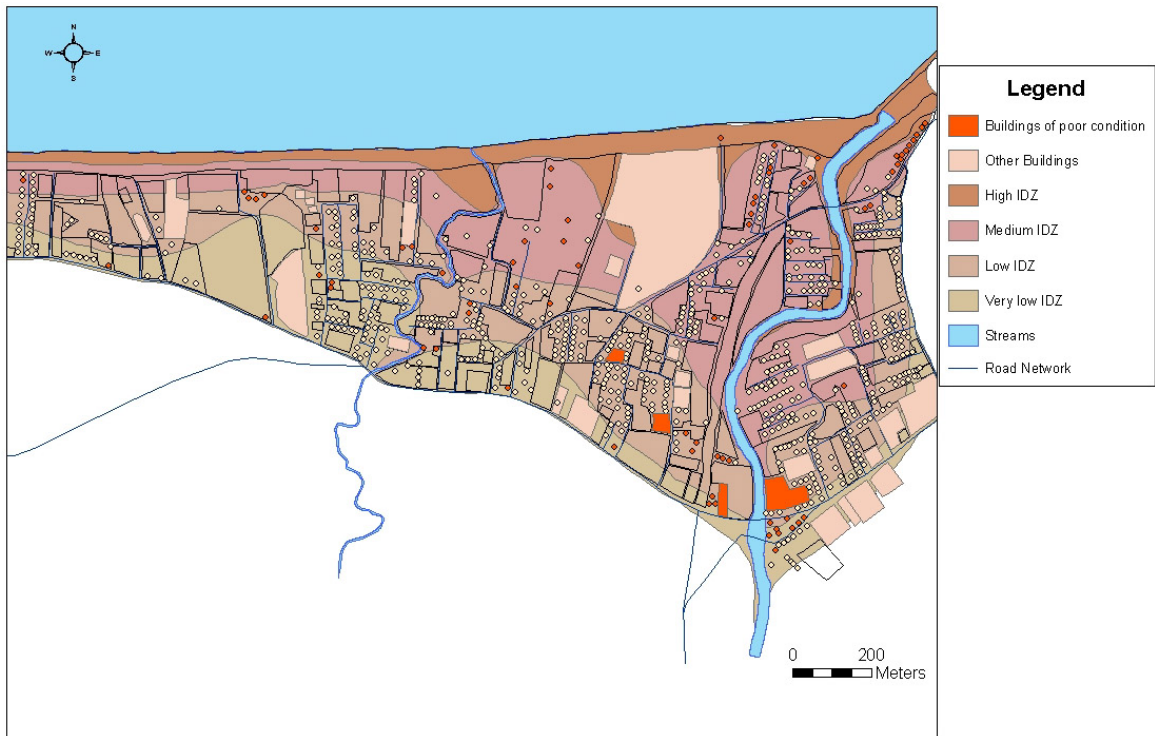 N
W E
S
Legend
Buildings of poor condition
Other Buildings
High IDZ
Medium IDZ
Low IDZ
Very low IDZ
Streams
Road Network
0 200
Meters